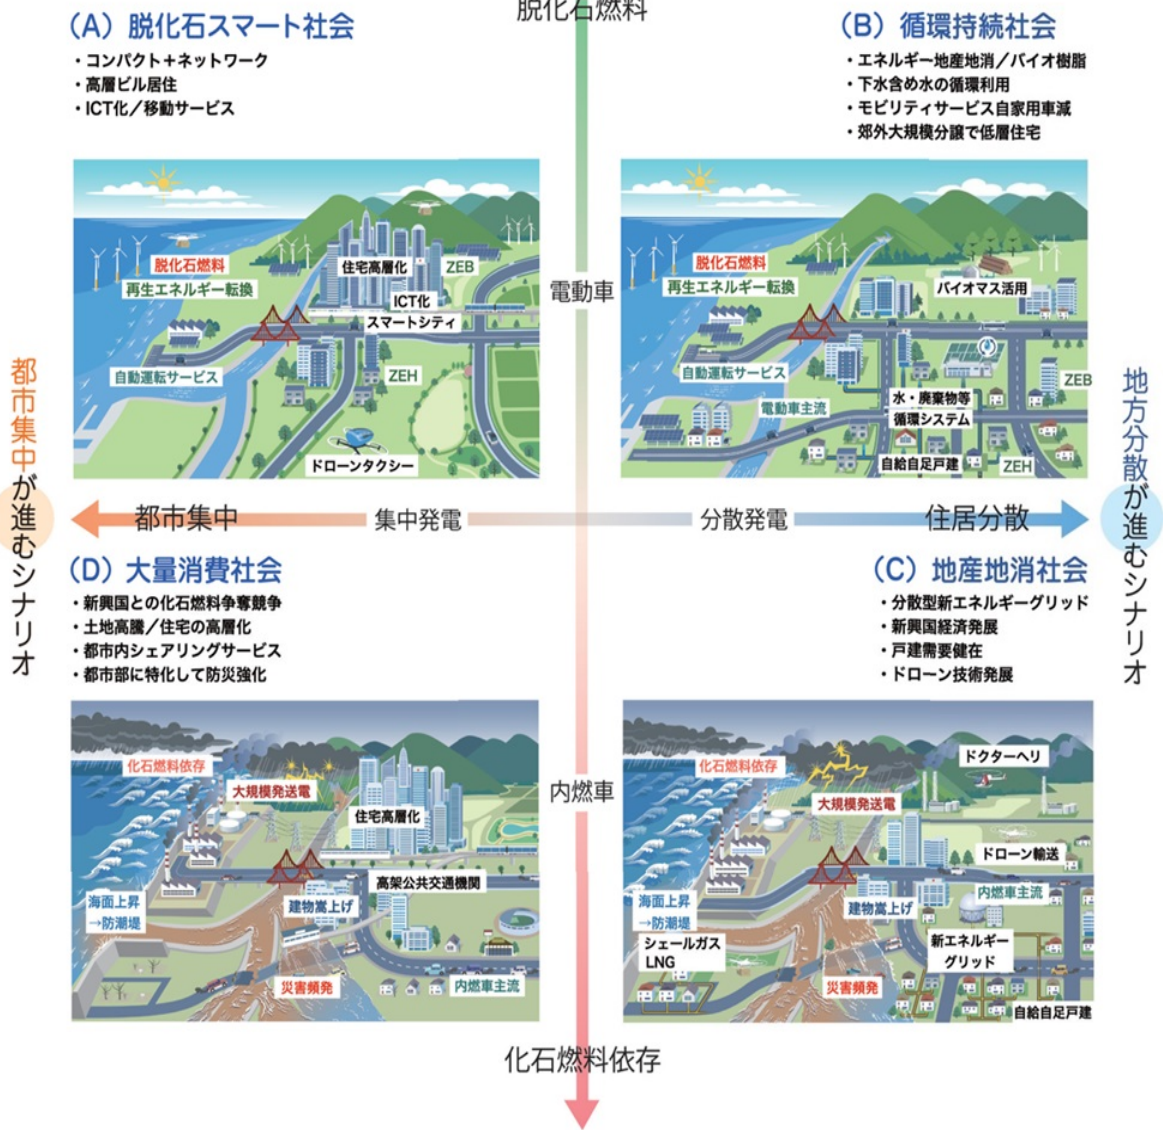 脱化石燃料
（A）脱化石スマート社会
・コンパクト＋ネットワーク
・高層ビル居住
・ICT化／移動サービス
脱化石燃料
再生エネルギー転換
住宅高層化
ZEB
ICT化
スマートシティ
自動運転サービス
ZEH
ドローンタクシー
（B）循環持続社会
・エネルギー地産地消／バイオ樹脂
・下水含め水の循環利用
・モビリティサービス自家用車減
・郊外大規模分譲で低層住宅
脱化石燃料
再生エネルギー転換
バイオマス活用
自動運転サービス
ZEB
電動車主流
水・廃棄物等
循環システム
自給自足戸建
ZEH
電動車
都市集中が進むシナリオ
地方分散が進むシナリオ
都市集中
集中発電
分散発電
住居分散
（D）大量消費社会
・新興国との化石燃料争奪競争
・土地高騰／住宅の高層化
・都市内シェアリングサービス
・都市部に特化して防災強化
化石燃料依存
大規模発送電
住宅高層化
高架公共交通機関
海面上昇
→防潮堤
建物嵩上げ
災害頻発
内燃車主流
（C）地産地消社会
・分散型新エネルギーグリッド
・新興国経済発展
・戸建需要健在
・ドローン技術発展
化石燃料依存
ドクターヘリ
大規模発送電
ドローン輸送
内燃車主流
海面上昇
→防潮堤
建物嵩上げ
シェールガス
LNG
新エネルギー
グリッド
災害頻発
自給自足戸建
内燃車
化石燃料依存